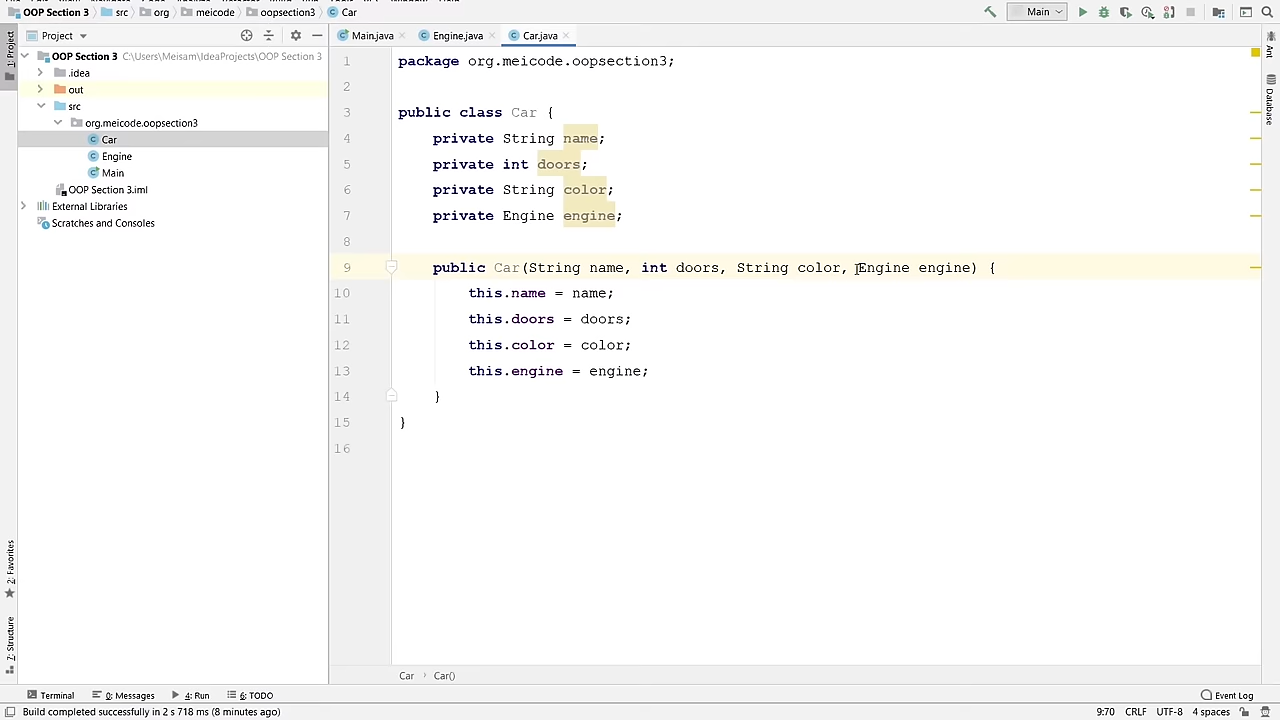 OOP Section 3 src org meicode oopsection3 Car Main
Project
Main.java Engine.java Car.java
1: Project
OOP Section 3 C:\Users\Meisam\IdeaProjects\OOP Section 3
.idea
out
src
org.meicode.oopsection3
Car
Engine
Main
OOP Section 3.iml
External Libraries
Scratches and Consoles
1 package org.meicode.oopsection3;
2
3 public class Car {
4 private String name;
5 private int doors;
6 private String color;
7 private Engine engine;
8
9 public Car(String name, int doors, String color, Engine engine) {
10 this.name = name;
11 this.doors = doors;
12 this.color = color;
13 this.engine = engine;
14 }
15 }
16
Ant
Database
2: Favorites
7: Structure
Car › Car()
Terminal 0: Messages 4: Run 6: TODO Event Log
Build completed successfully in 2 s 718 ms (8 minutes ago) 9:70 CRLF UTF-8 4 spaces